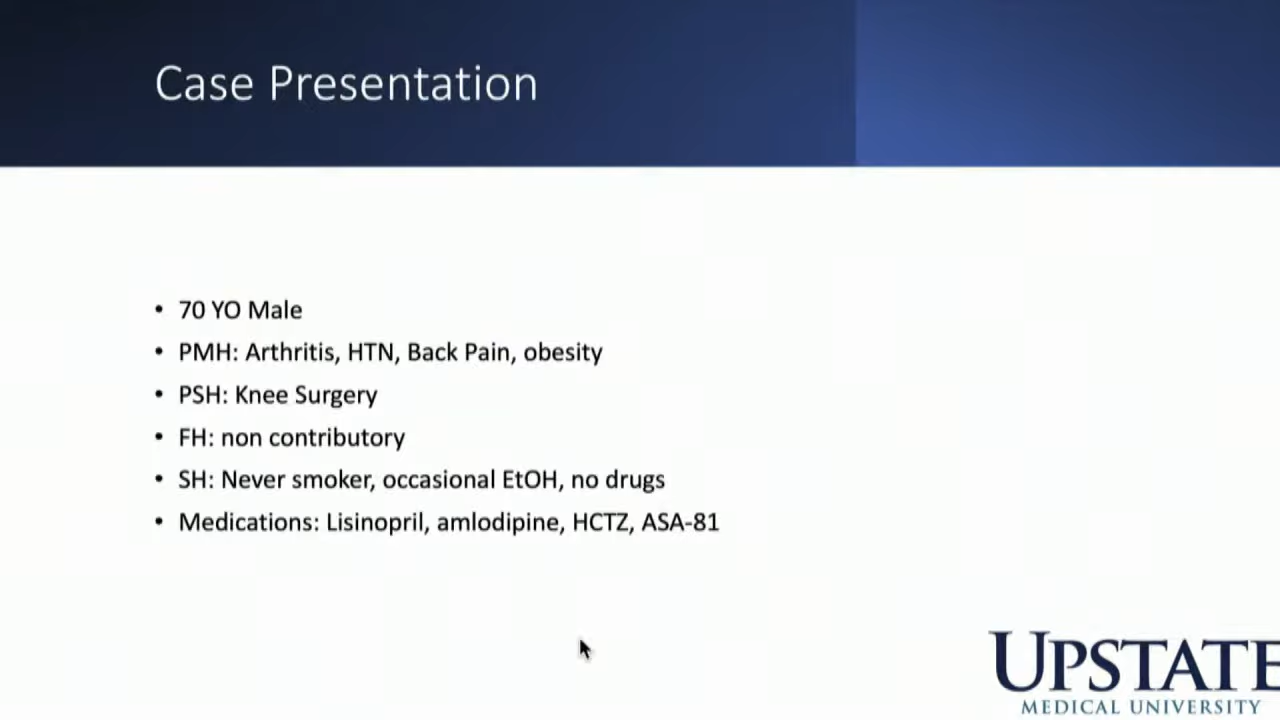 Case Presentation
• 70 YO Male
• PMH: Arthritis, HTN, Back Pain, obesity
• PSH: Knee Surgery
• FH: non contributory
• SH: Never smoker, occasional EtOH, no drugs
• Medications: Lisinopril, amlodipine, HCTZ, ASA-81
UPSTATE
MEDICAL UNIVERSITY